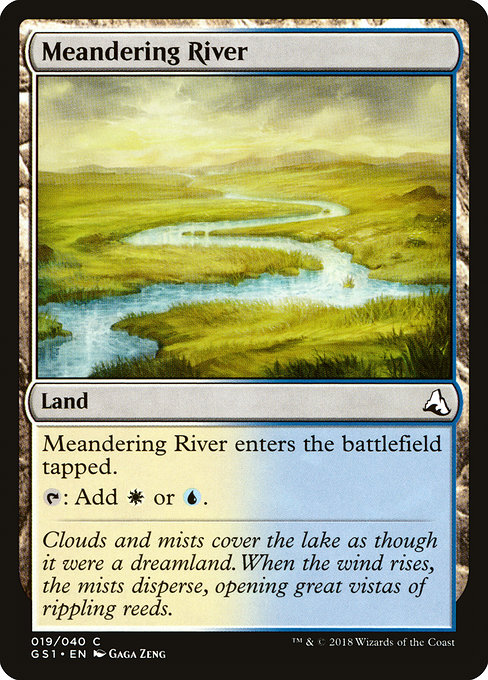 Meandering River
Land
Meandering River enters the battlefield
tapped.
: Add or .
Clouds and mists cover the lake as though
it were a dreamland. When the wind rises,
the mists disperse, opening great vistas of
rippling reeds.
019/040 C
GS1 • EN Gaga Zeng
™ & © 2018 Wizards of the Coast